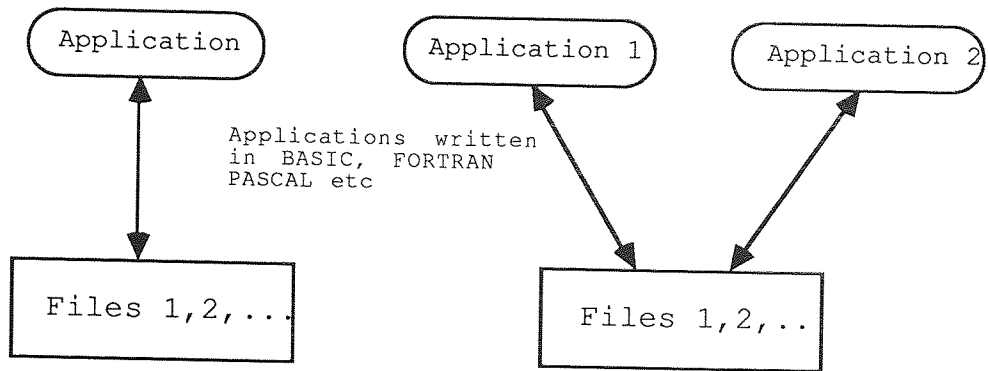 Application
Application 1
Application 2
Applications written
in BASIC, FORTRAN
PASCAL etc
Files 1,2,...
Files 1,2,..